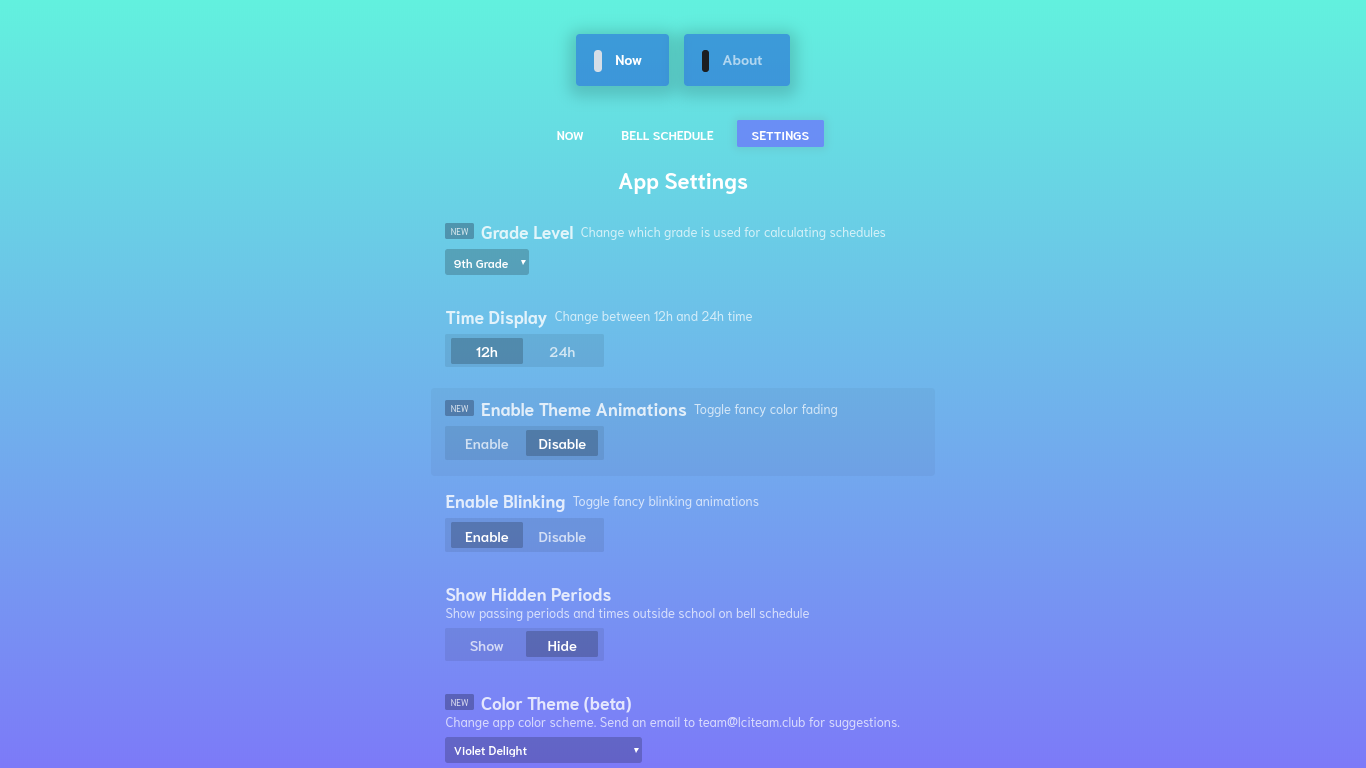 Now About
NOW BELL SCHEDULE SETTINGS
App Settings
NEW Grade Level Change which grade is used for calculating schedules
9th Grade
Time Display Change between 12h and 24h time
12h 24h
NEW Enable Theme Animations Toggle fancy color fading
Enable Disable
Enable Blinking Toggle fancy blinking animations
Enable Disable
Show Hidden Periods
Show passing periods and times outside school on bell schedule
Show Hide
NEW Color Theme (beta)
Change app color scheme. Send an email to team@lciteam.club for suggestions.
Violet Delight